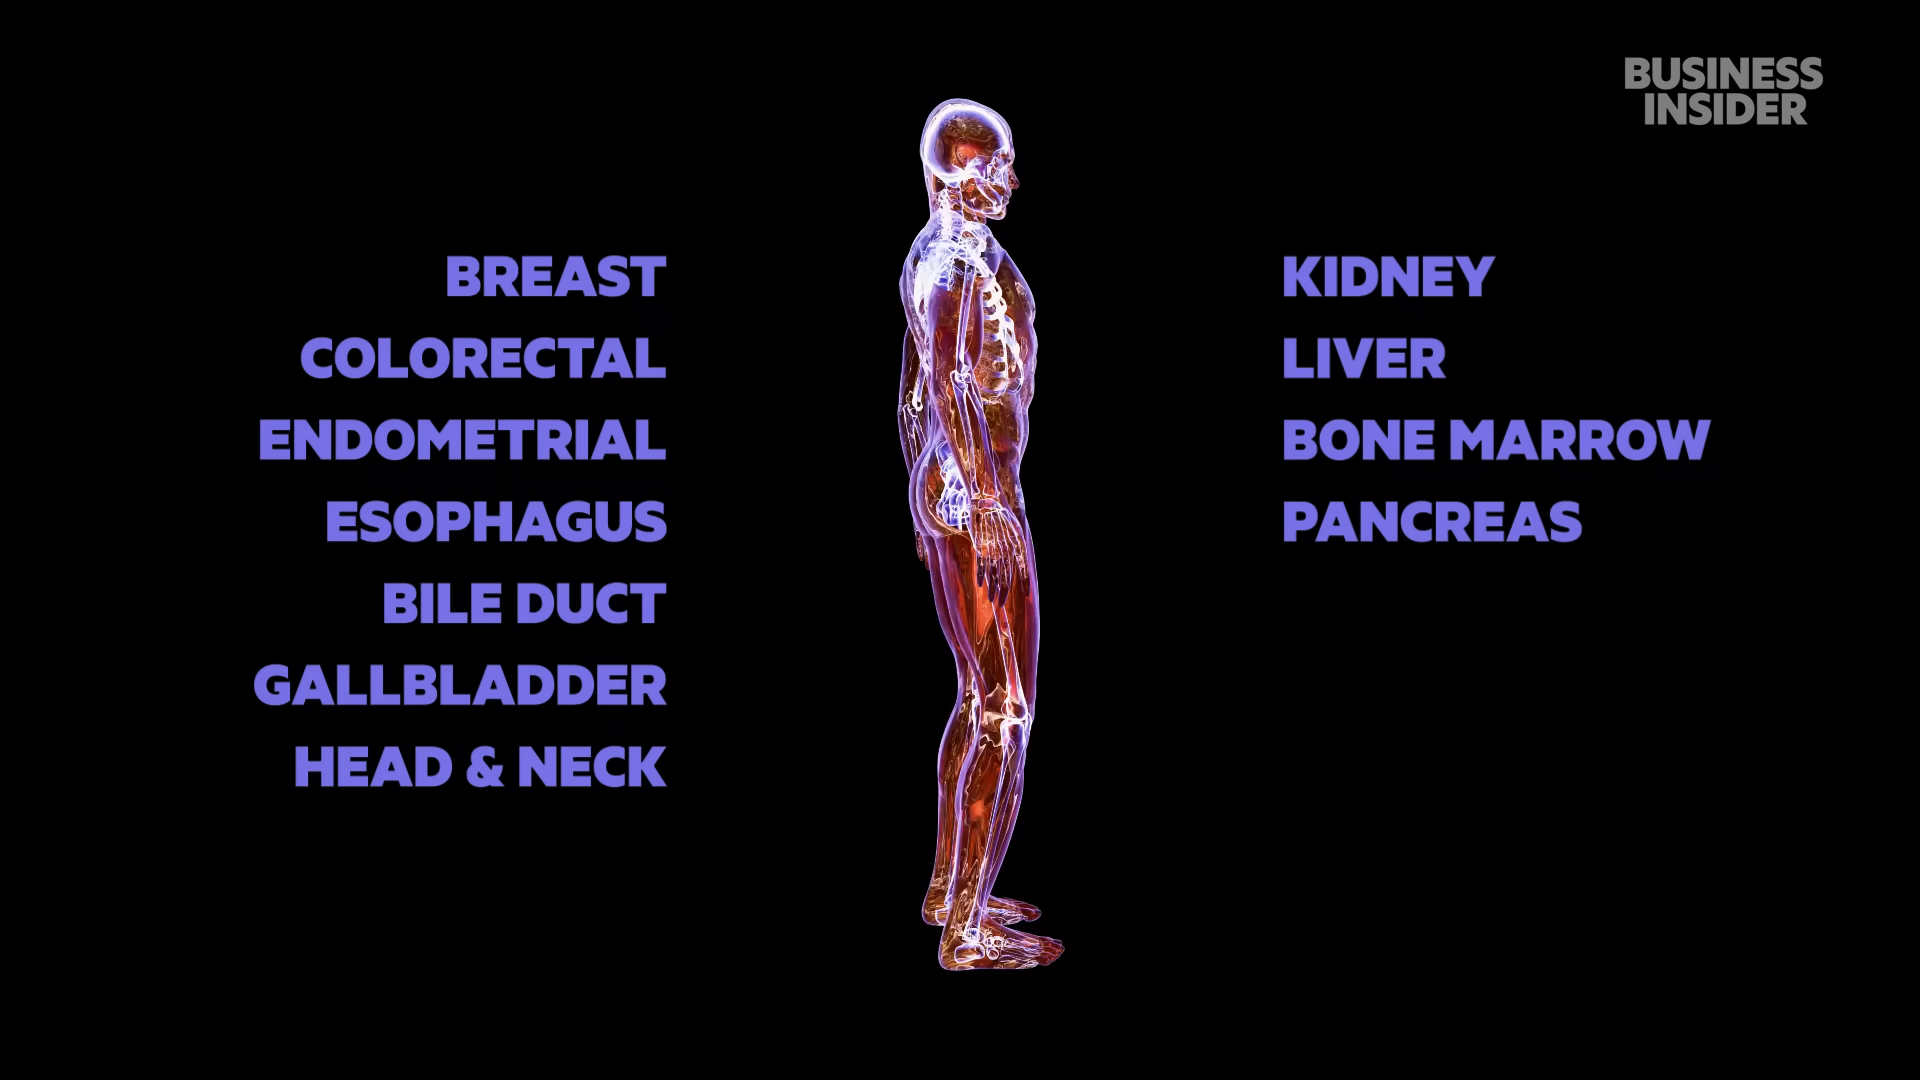 BUSINESS
INSIDER
BREAST
COLORECTAL
ENDOMETRIAL
ESOPHAGUS
BILE DUCT
GALLBLADDER
HEAD & NECK
KIDNEY
LIVER
BONE MARROW
PANCREAS